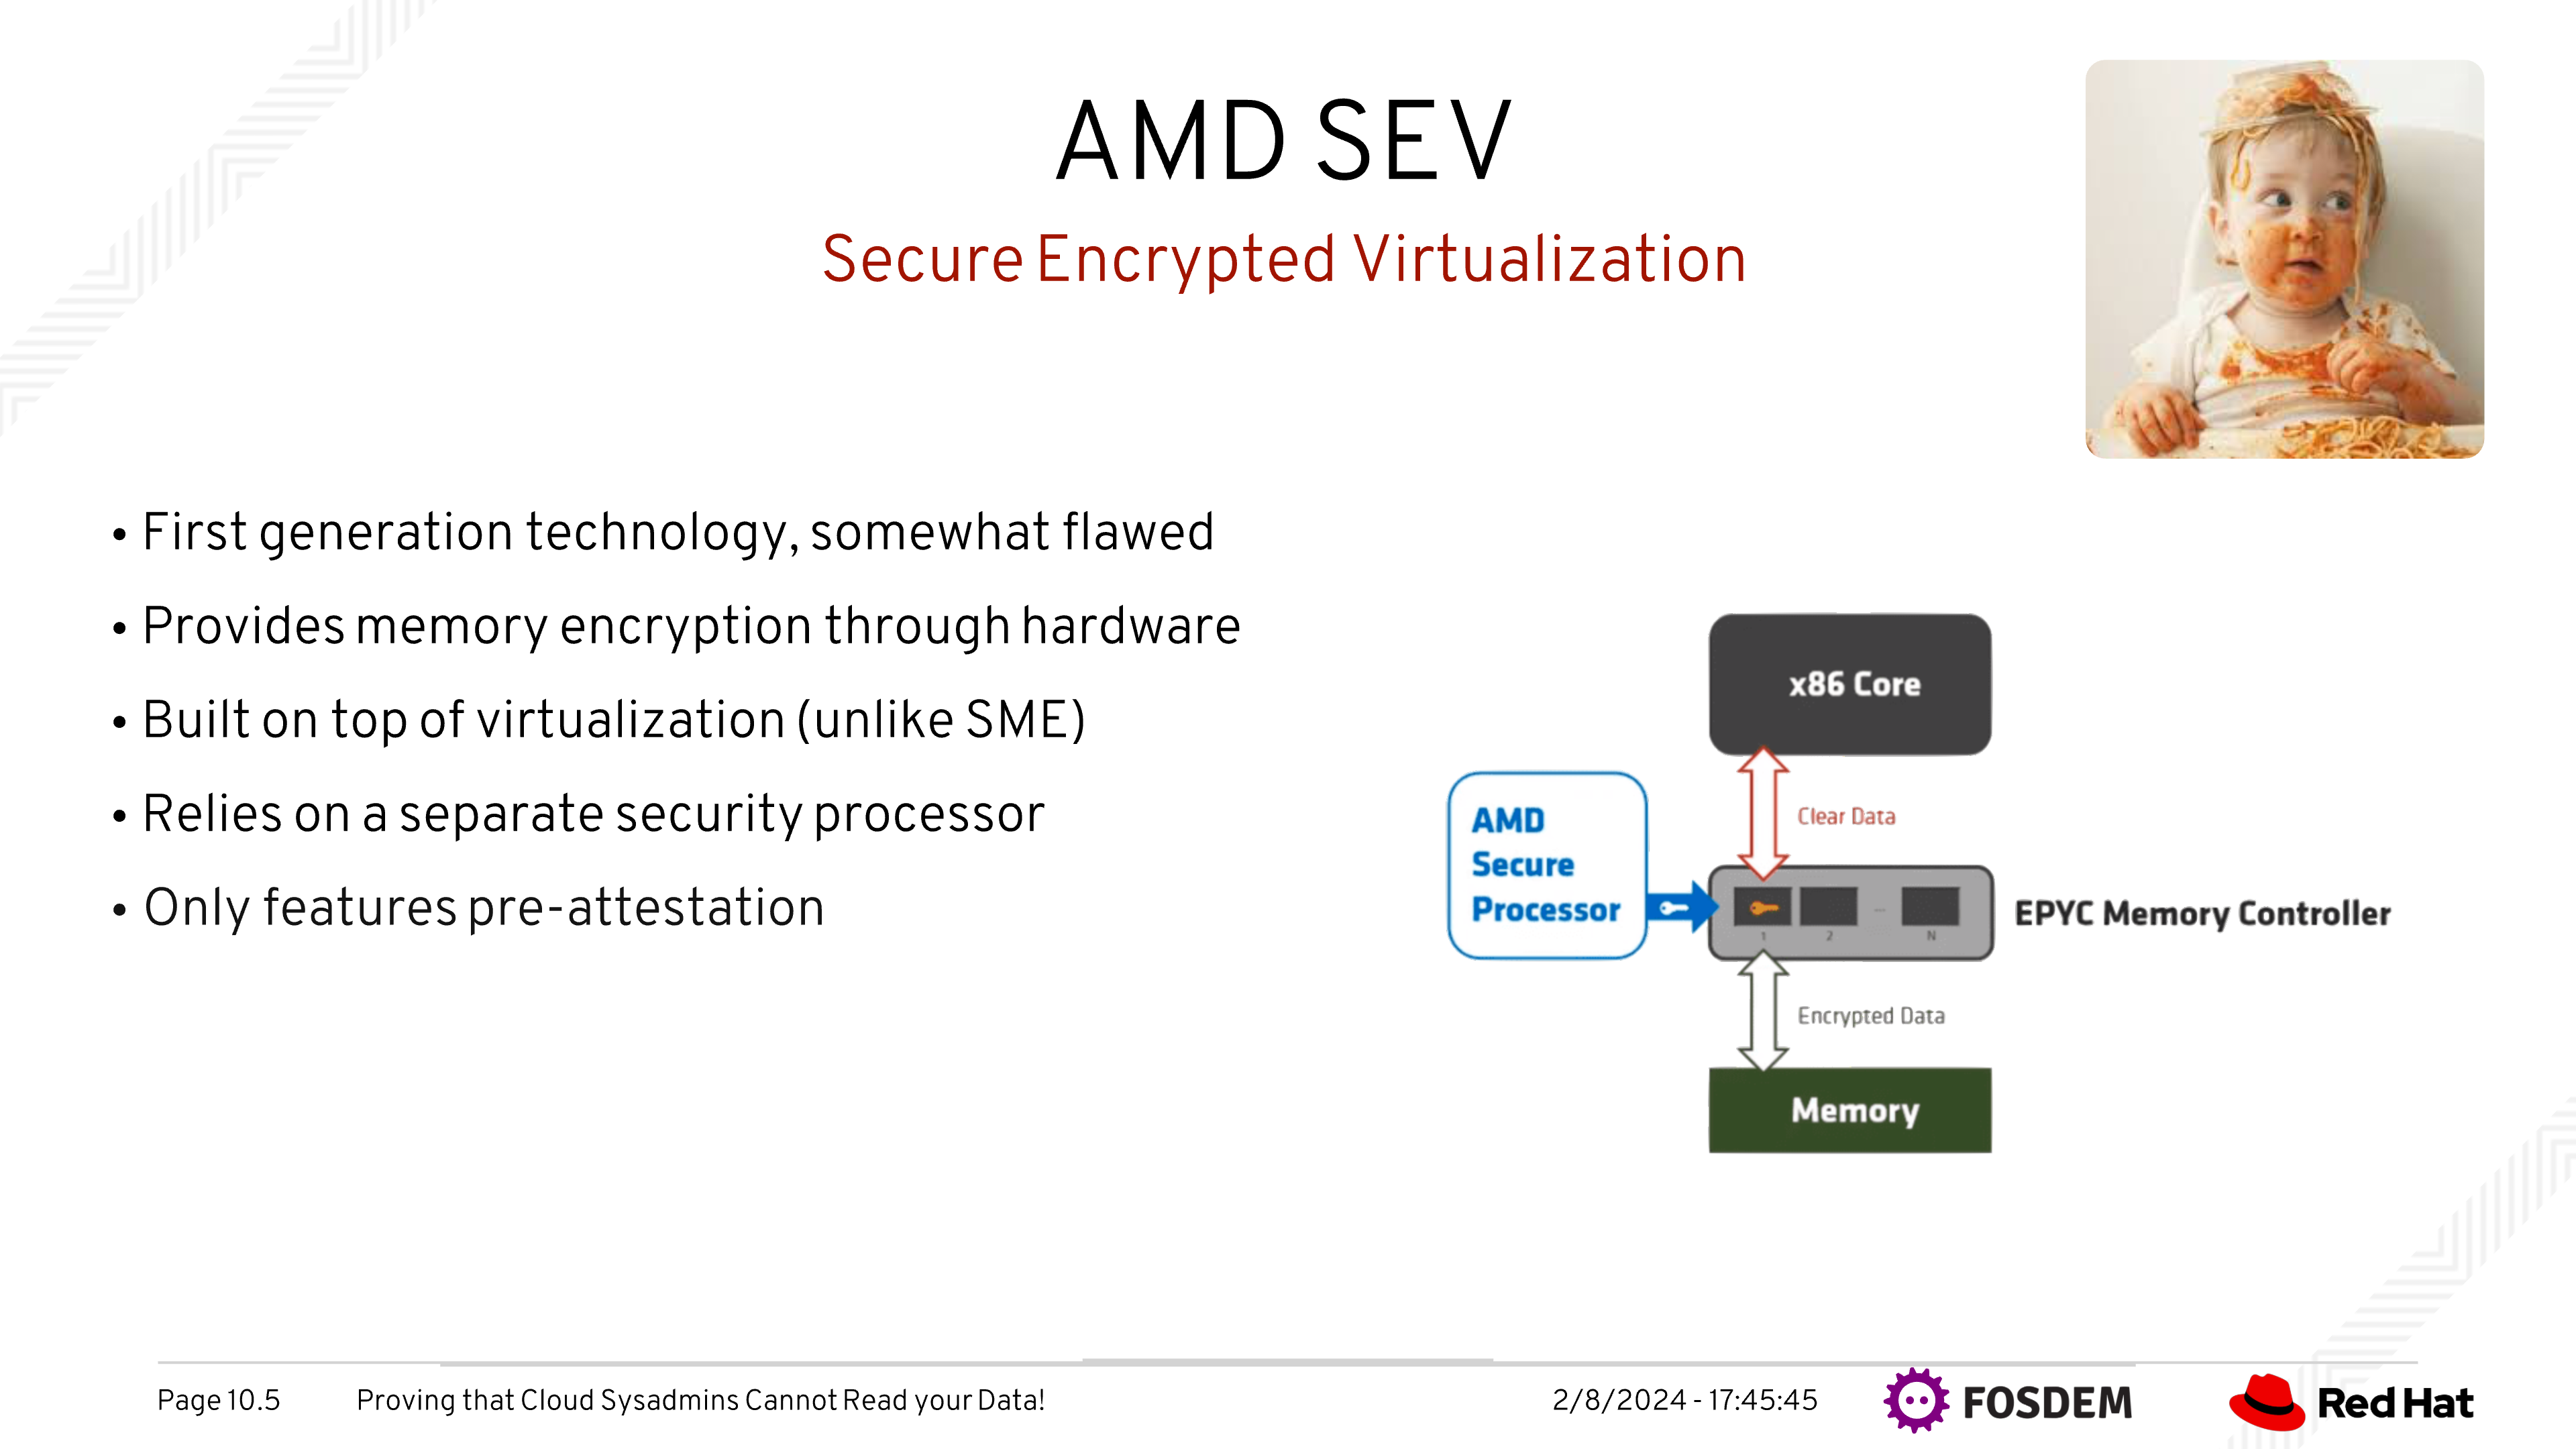 AMD SEV
Secure Encrypted Virtualization
• First generation technology, somewhat flawed
• Provides memory encryption through hardware
• Built on top of virtualization (unlike SME)
• Relies on a separate security processor
• Only features pre-attestation
x86 Core
Clear Data
AMD
Secure
Processor
1 2 ... N
EPYC Memory Controller
Encrypted Data
Memory
Page 10.5
Proving that Cloud Sysadmins Cannot Read your Data!
2/8/2024 - 17:45:45
FOSDEM
Red Hat